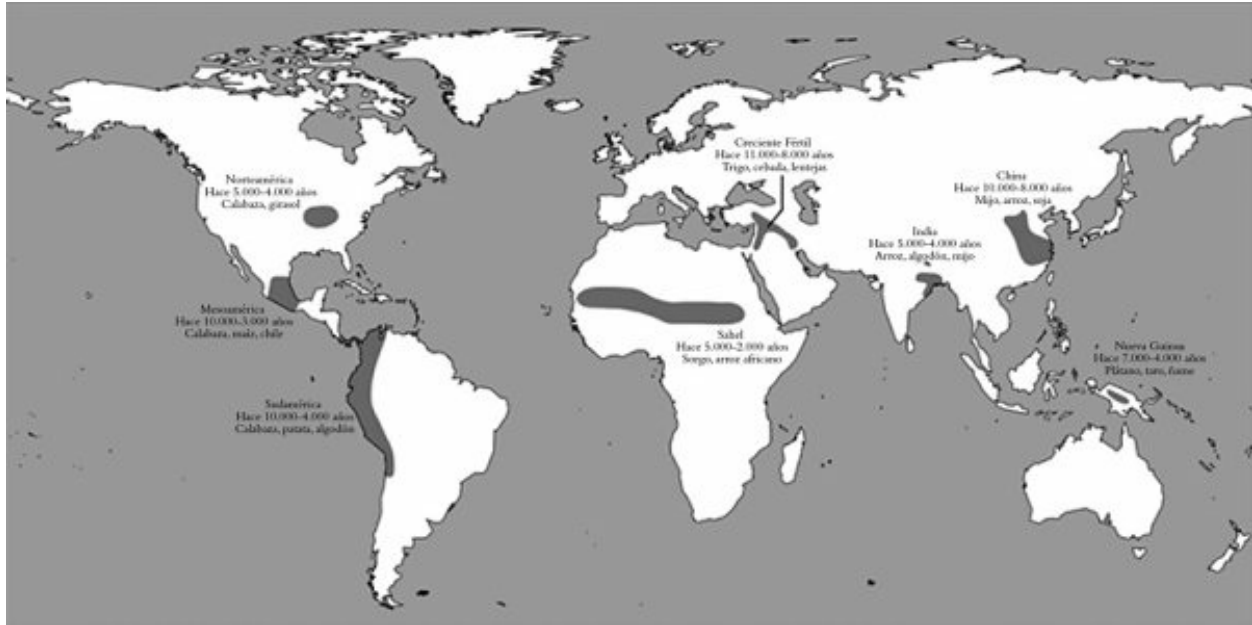 Norteamérica
Hace 5.000–4.000 años
Calabaza, girasol
Mesoamérica
Hace 10.000–3.000 años
Calabaza, maíz, chile
Sudamérica
Hace 10.000–4.000 años
Calabaza, patata, algodón
Creciente Fértil
Hace 11.000–8.000 años
Trigo, cebada, lentejas
Sahel
Hace 5.000–2.000 años
Sorgo, arroz africano
India
Hace 5.000–4.000 años
Arroz, algodón, mijo
China
Hace 10.000–8.000 años
Mijo, arroz, soja
Nueva Guinea
Hace 7.000–4.000 años
Plátano, taro, ñame